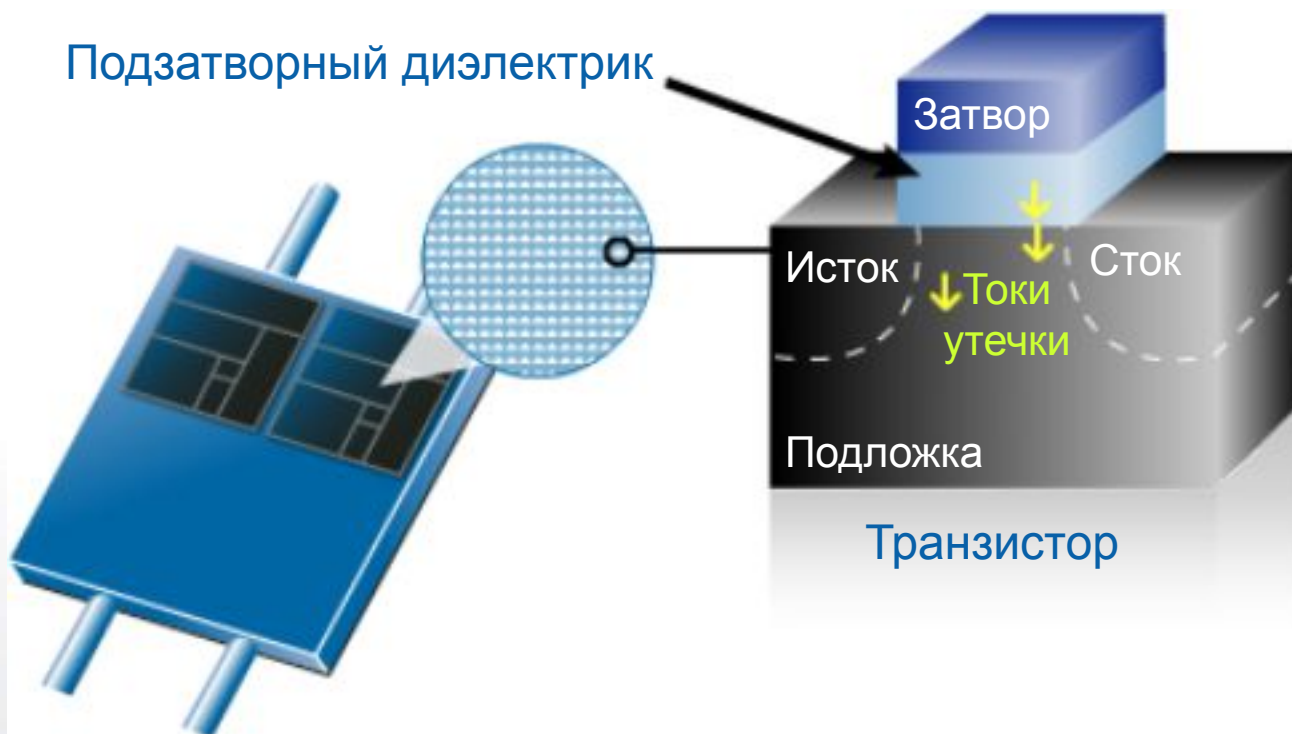 Подзатворный диэлектрик
Затвор
Исток
Сток
Токи
утечки
Подложка
Транзистор